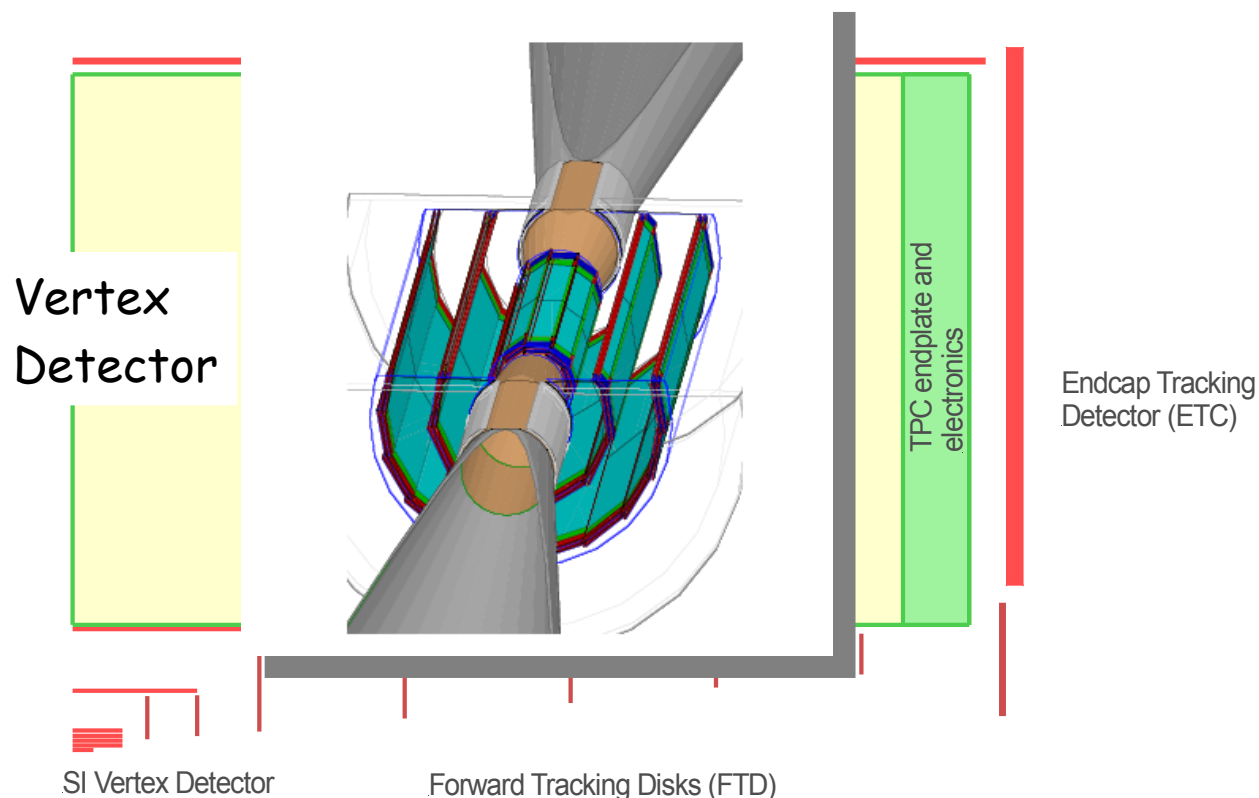 Vertex
Detector
TPC endplate and
electronics
Endcap Tracking
Detector (ETC)
SI Vertex Detector
Forward Tracking Disks (FTD)